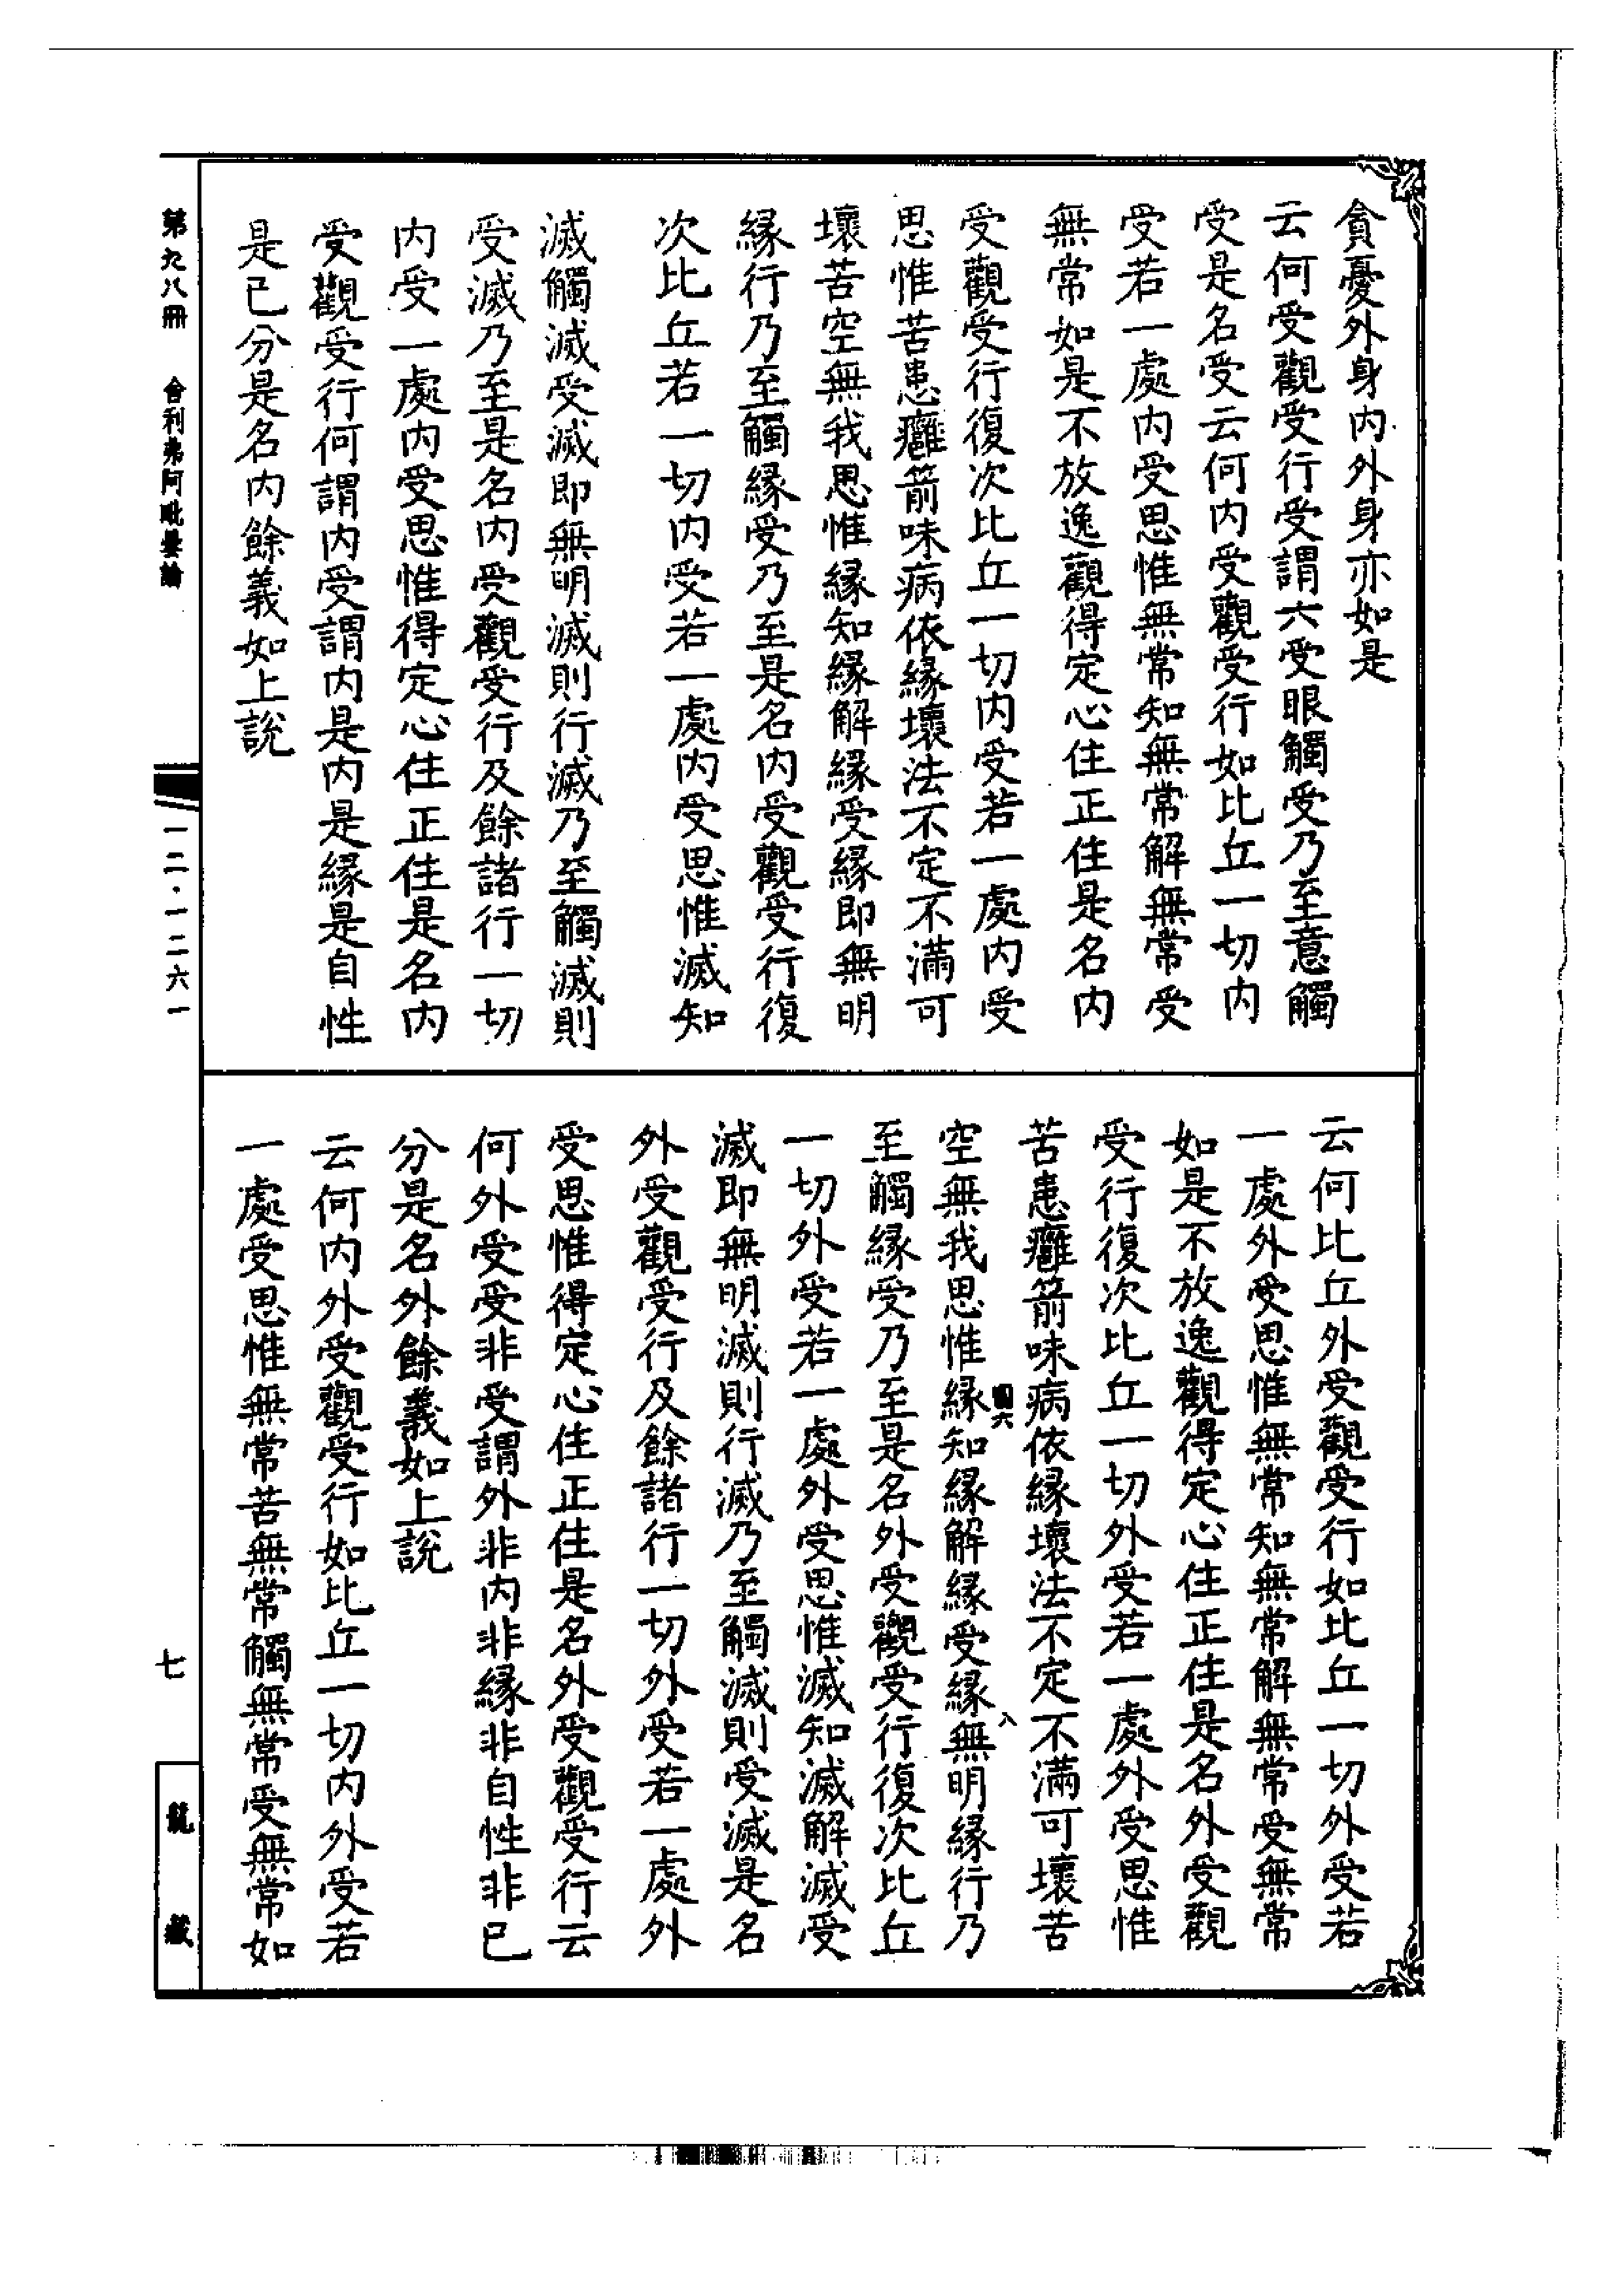 貪憂外身內外身亦如是
云何受觀受行受謂六受眼觸受乃至意觸
受是名受云何內受觀受行如比丘一切內
受若一處內受思惟無常知無常解無常受
無常如是不放逸觀得定心住正住是名內
受觀受行復次比丘一切內受若一處內受
思惟苦患癰箭味病依緣壞法不定不滿可
壞苦空無我思惟緣知緣解緣受緣即無明
緣行乃至觸緣受乃至是名內受觀受行復
次比丘若一切內受若一處內受思惟滅知
滅觸滅受滅即無明滅則行滅乃至觸滅則
受滅乃至是名內受觀受行及餘諸行一切
內受一處內受思惟得定心住正住是名內
受觀受行何謂內受謂內是內是緣是自性
是已分是名內餘義如上說
云何比丘外受觀受行如比丘一切外受若
一處外受思惟無常知無常解無常受無常
如是不放逸觀得定心住正住是名外受觀
受行復次比丘一切外受若一處外受思惟
苦患癰箭味病依緣壞法不定不滿可壞苦
空無我思惟緣知緣解緣受緣無明緣行乃
至觸緣受乃至是名外受觀受行復次比丘
一切外受若一處外受思惟滅知滅解滅受
滅即無明滅則行滅乃至觸滅則受滅是名
外受觀受行及餘諸行一切外受若一處外
受思惟得定心住正住是名外受觀受行云
何外受受非受謂外非內非緣非自性非已
分是名外餘義如上說
云何內外受觀受行如比丘一切內外受若
一處受思惟無常苦無常觸無常受無常如
第九八冊 舍利弗阿毗曇論
一二·一二六一
七
龍藏